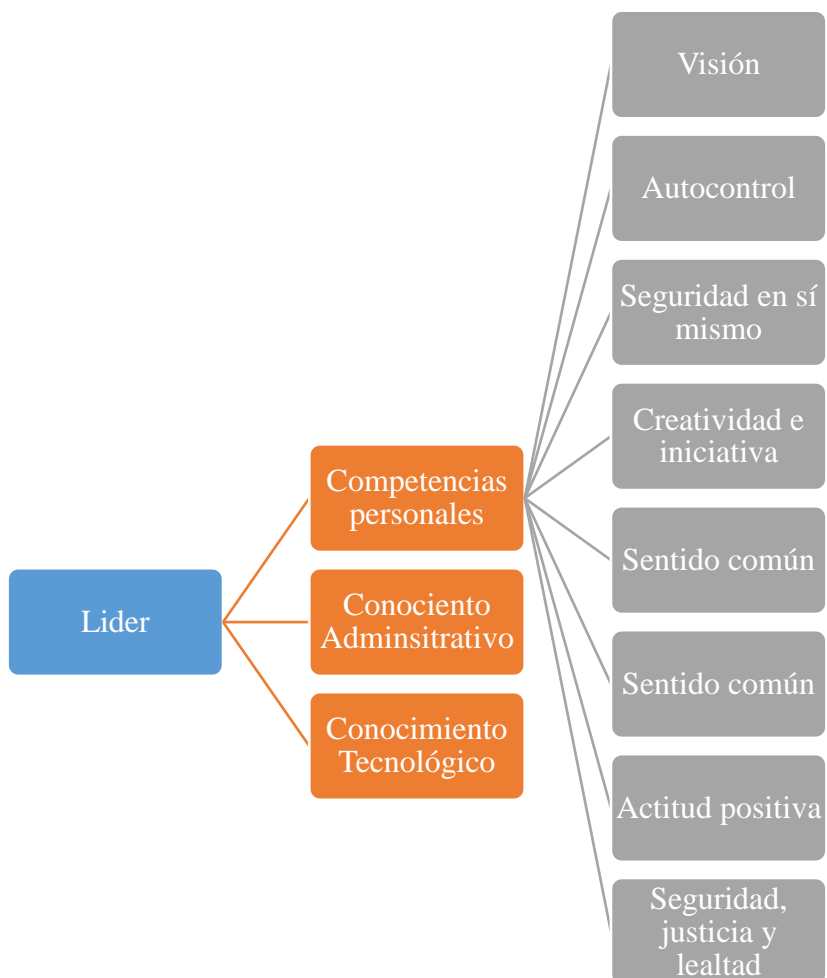 Lider
Competencias
personales
Conociento
Adminsitrativo
Conocimiento
Tecnológico
Visión
Autocontrol
Seguridad en sí
mismo
Creatividad e
iniciativa
Sentido común
Sentido común
Actitud positiva
Seguridad,
justicia y
lealtad